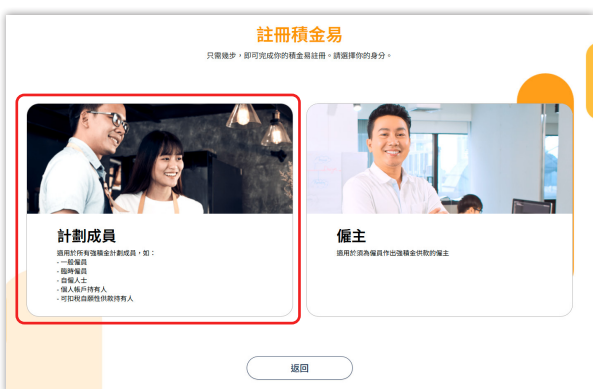 註冊積金易
只需幾步，即可完成你的積金易註冊。請選擇你的身分。
計劃成員
適用於所有強積金計劃成員，如：
- 一般僱員
- 臨時僱員
- 自僱人士
- 個人帳戶持有人
- 可扣稅自願性供款持有人
僱主
適用於須為僱員作出強積金供款的僱主
返回